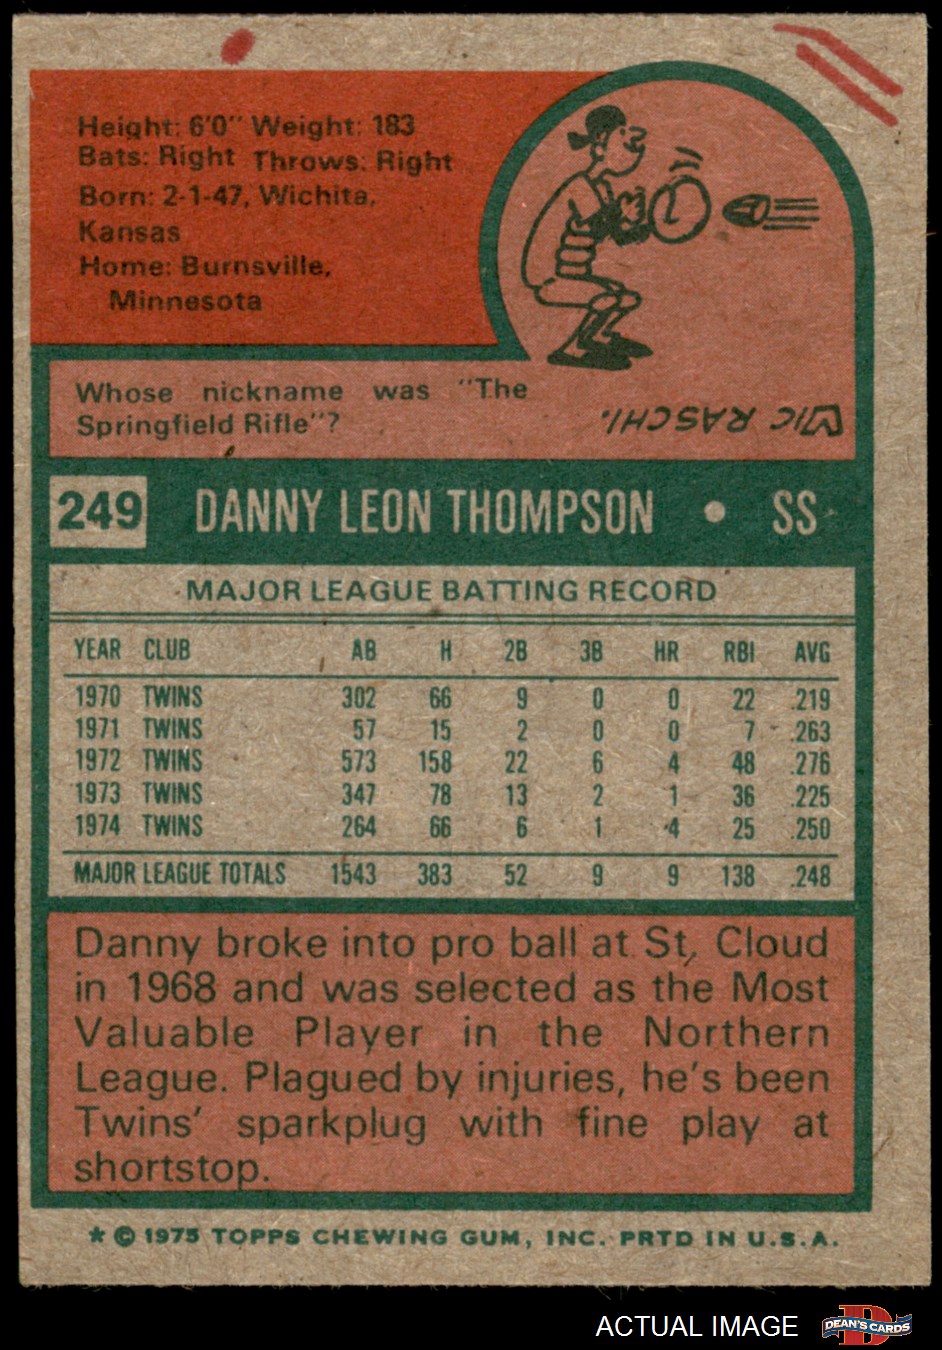 Height: 6'0" Weight: 183
Bats: Right Throws: Right
Born: 2-1-47, Wichita,
Kansas
Home: Burnsville,
Minnesota
Whose nickname was "The
Springfield Rifle"?
VIC RASCHI.
249 DANNY LEON THOMPSON • SS
MAJOR LEAGUE BATTING RECORD
YEAR CLUB AB H 2B 3B HR RBI AVG
1970 TWINS 302 66 9 0 0 22 .219
1971 TWINS 57 15 2 0 0 7 .263
1972 TWINS 573 158 22 6 4 48 .276
1973 TWINS 347 78 13 2 1 36 .225
1974 TWINS 264 66 6 1 4 25 .250
MAJOR LEAGUE TOTALS 1543 383 52 9 9 138 .248
Danny broke into pro ball at St. Cloud
in 1968 and was selected as the Most
Valuable Player in the Northern
League. Plagued by injuries, he's been
Twins' sparkplug with fine play at
shortstop.
* © 1975 TOPPS CHEWING GUM, INC. PRTD IN U.S.A.
ACTUAL IMAGE DEAN'S CARDS